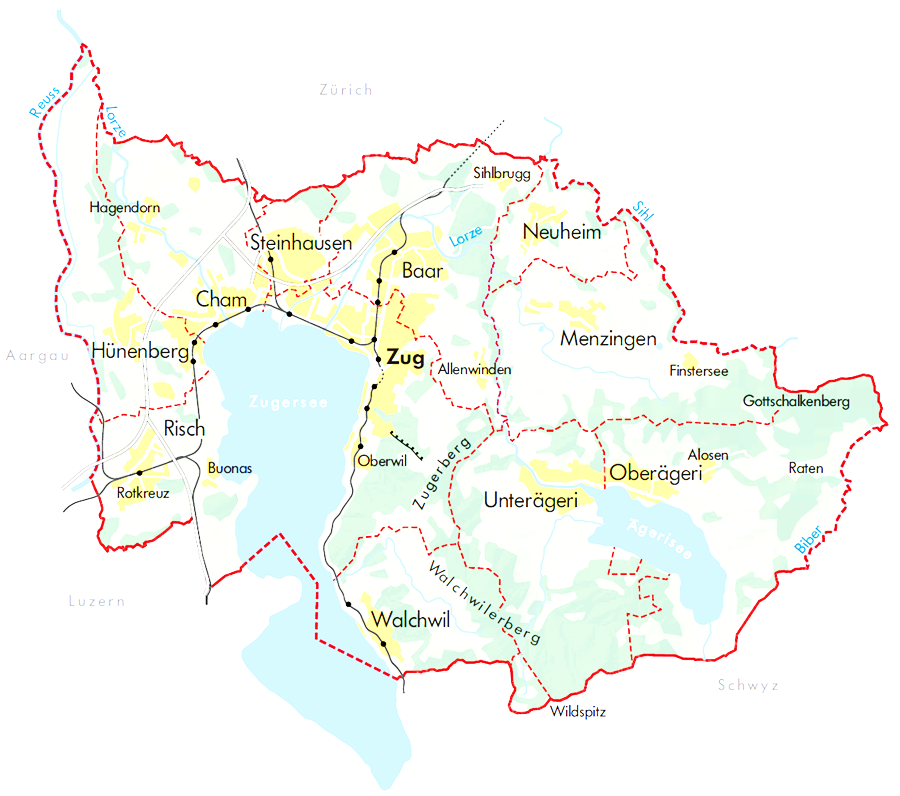 Zürich
Reuss
Lorze
Sihlbrugg
Hagendorn
Sihl
Neuheim
Lorze
Steinhausen
Baar
Cham
Menzingen
Hünenberg
Aargau
Zug
Allenwinden
Finstersee
Zugersee
Gottschalkenberg
Risch
Oberwil
Zugerberg
Alosen
Buonas
Raten
Oberägeri
Rotkreuz
Unterägeri
Ägerisee
Biber
Luzern
Walchwilerberg
Walchwil
Schwyz
Wildspitz